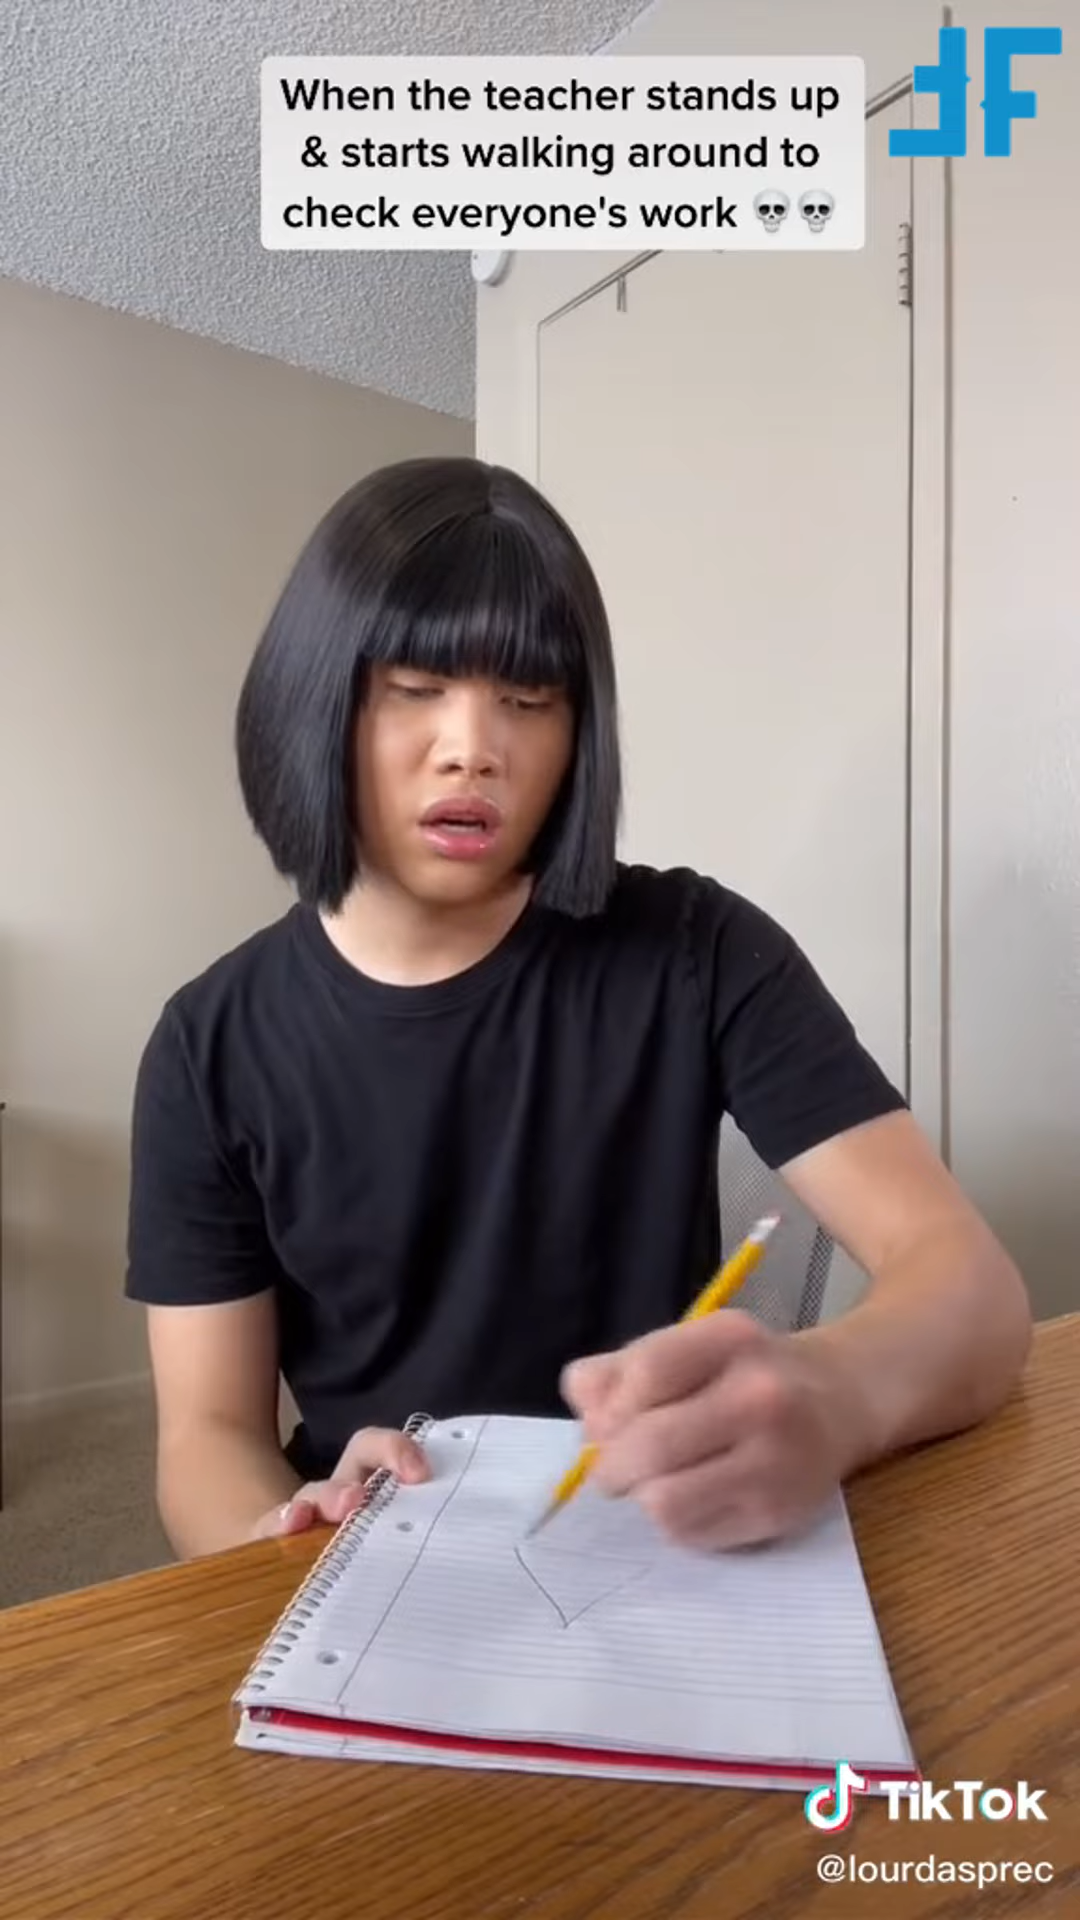 When the teacher stands up
& starts walking around to
check everyone's work 💀💀
TikTok
@lourdasprec